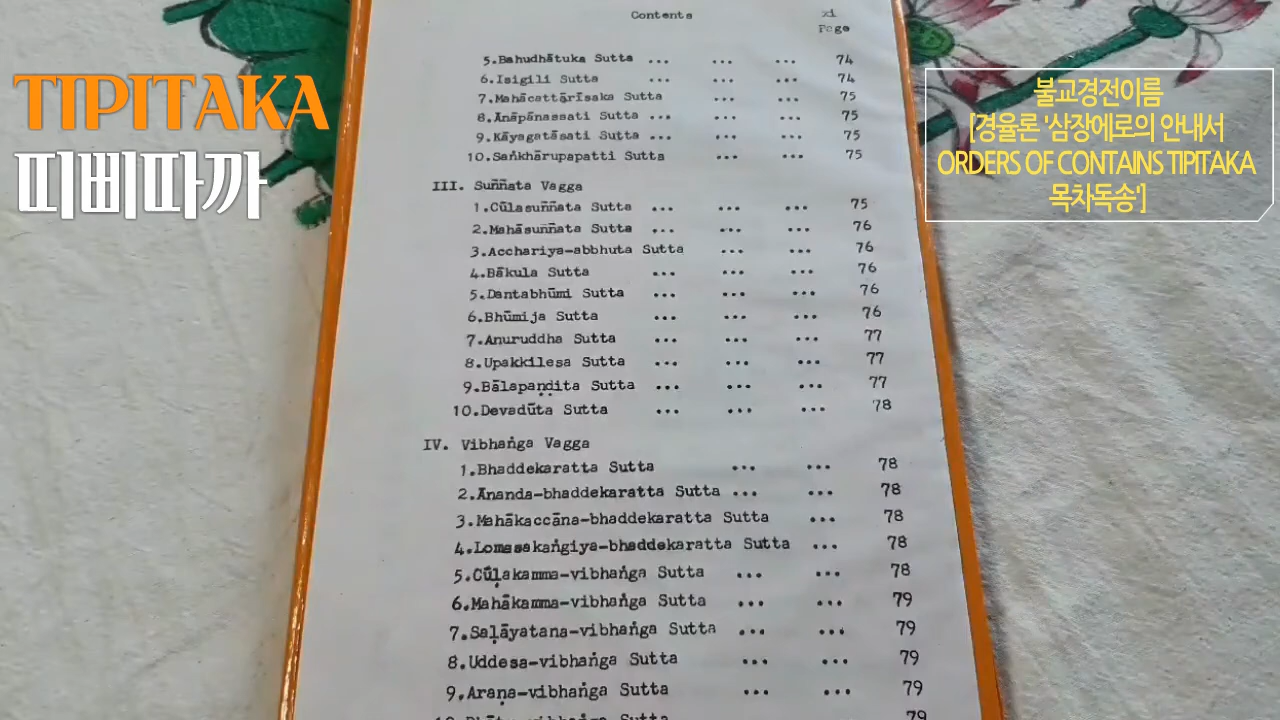 TIPITAKA
띠삐따까
불교경전이름
[경율론 '삼장에로의 안내서
ORDERS OF CONTAINS TIPITAKA
목차독송']
Contents
xi
Page
5.Bahudhātuka Sutta ... ... ... 74
6.Isigili Sutta ... ... ... 74
7.Mahācattārīsaka Sutta ... ... 75
8.Ānāpānassati Sutta ... ... ... 75
9.Kāyagatāsati Sutta ... ... ... 75
10.Saṅkhārupapatti Sutta ... ... 75
III. Suññata Vagga
1.Cūlasuññata Sutta ... ... ... 75
2.Mahāsuññata Sutta ... ... ... 76
3.Acchariya-abbhuta Sutta ... ... 76
4.Bākula Sutta ... ... ... 76
5.Dantabhūmi Sutta ... ... ... 76
6.Bhūmija Sutta ... ... ... 76
7.Anuruddha Sutta ... ... ... 77
8.Upakkilesa Sutta ... ... ... 77
9.Bālapaṇḍita Sutta ... ... ... 77
10.Devadūta Sutta ... ... ... 78
IV. Vibhaṅga Vagga
1.Bhaddekaratta Sutta ... ... 78
2.Ānanda-bhaddekaratta Sutta ... ... 78
3.Mahākaccāna-bhaddekaratta Sutta ... 78
4.Lomasakaṅgiya-bhaddekaratta Sutta ... 78
5.Cūḷakamma-vibhaṅga Sutta ... ... 78
6.Mahākamma-vibhaṅga Sutta ... ... 79
7.Saḷāyatana-vibhaṅga Sutta ... ... 79
8.Uddesa-vibhaṅga Sutta ... ... 79
9.Araṇa-vibhaṅga Sutta ... ... 79
79